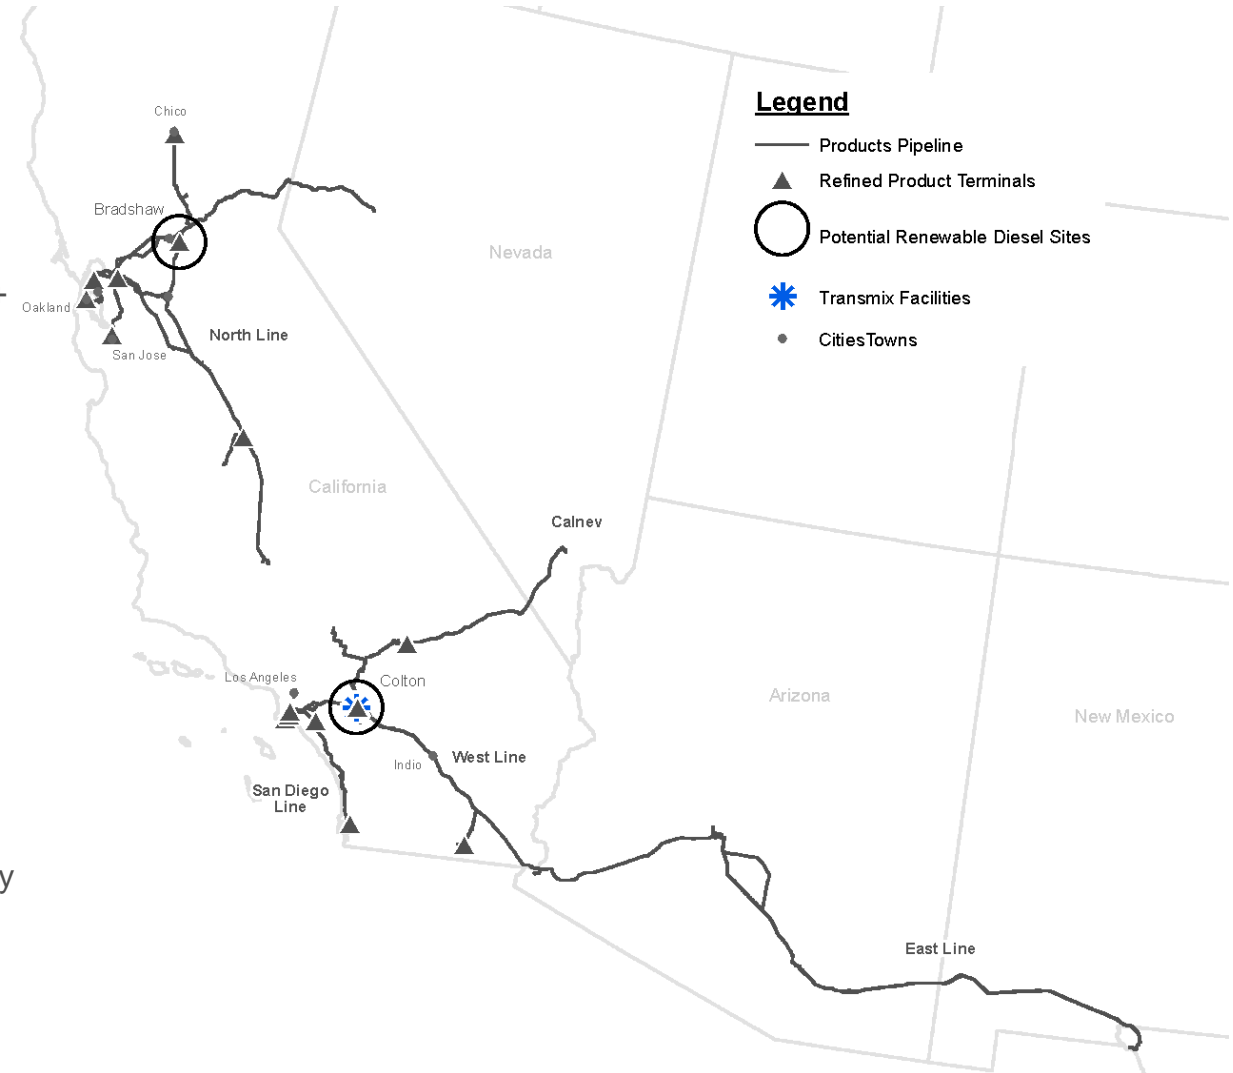 Chico
Bradshaw
Oakland
San Jose
North Line
Nevada
California
Legend
Products Pipeline
Refined Product Terminals
Potential Renewable Diesel Sites
Transmix Facilities
CitiesTowns
Calnev
Los Angeles
Colton
Indio
West Line
San Diego
Line
Arizona
New Mexico
y
East Line